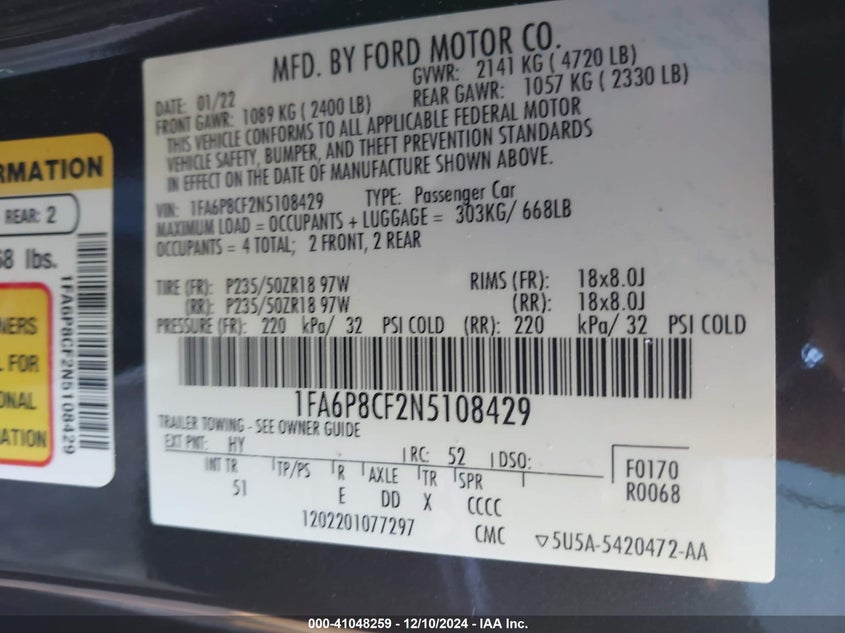 MFD. BY FORD MOTOR CO.
DATE: 01/22 GVWR: 2141 KG ( 4720 LB)
FRONT GAWR: 1089 KG ( 2400 LB) REAR GAWR: 1057 KG ( 2330 LB)
THIS VEHICLE CONFORMS TO ALL APPLICABLE FEDERAL MOTOR
VEHICLE SAFETY, BUMPER, AND THEFT PREVENTION STANDARDS
IN EFFECT ON THE DATE OF MANUFACTURE SHOWN ABOVE.
VIN: 1FA6P8CF2N5108429 TYPE: Passenger Car
MAXIMUM LOAD = OCCUPANTS + LUGGAGE = 303KG/ 668LB
OCCUPANTS = 4 TOTAL; 2 FRONT, 2 REAR
TIRE (FR): P235/50ZR18 97W RIMS (FR): 18x8.0J
(RR): P235/50ZR18 97W (RR): 18x8.0J
PRESSURE (FR): 220 kPa/ 32 PSI COLD (RR): 220 kPa/ 32 PSI COLD
1FA6P8CF2N5108429
TRAILER TOWING - SEE OWNER GUIDE
EXT PNT: HY RC: 52 DSO: F0170
INT TR TP/PS R AXLE TR SPR R0068
51 E DD X CCCC
1202201077297 CMC 5U5A-5420472-AA
RMATION
REAR: 2
68 lbs.
1FA6P8CF2N5108429
NERS
L FOR
ONAL
ATION
000-41048259 - 12/10/2024 - IAA Inc.